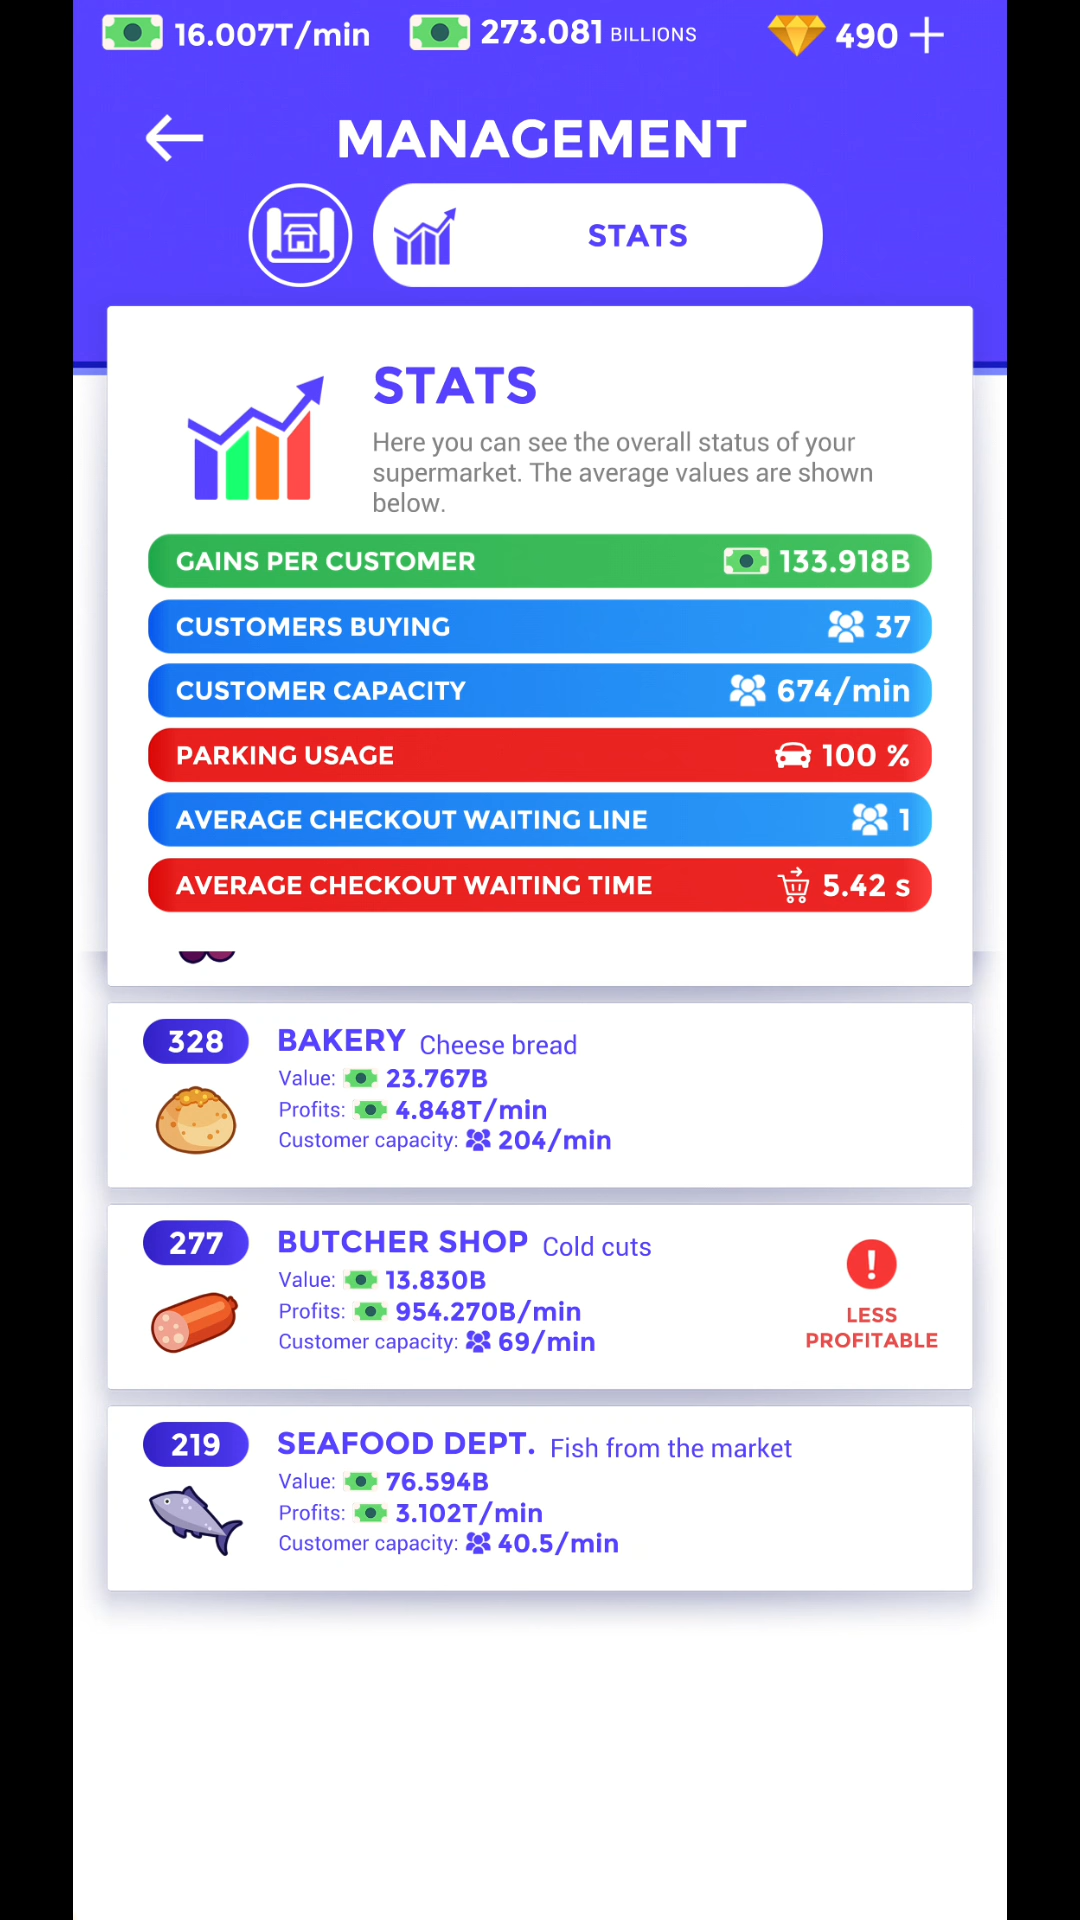 16.007T/min 273.081 BILLIONS 490
MANAGEMENT
STATS
STATS
Here you can see the overall status of your
supermarket. The average values are shown
below.
GAINS PER CUSTOMER 133.918B
CUSTOMERS BUYING 37
CUSTOMER CAPACITY 674/min
PARKING USAGE 100 %
AVERAGE CHECKOUT WAITING LINE 1
AVERAGE CHECKOUT WAITING TIME 5.42 s
328 BAKERY Cheese bread
Value: 23.767B
Profits: 4.848T/min
Customer capacity: 204/min
277 BUTCHER SHOP Cold cuts
Value: 13.830B
Profits: 954.270B/min
Customer capacity: 69/min
!
LESS
PROFITABLE
219 SEAFOOD DEPT. Fish from the market
Value: 76.594B
Profits: 3.102T/min
Customer capacity: 40.5/min